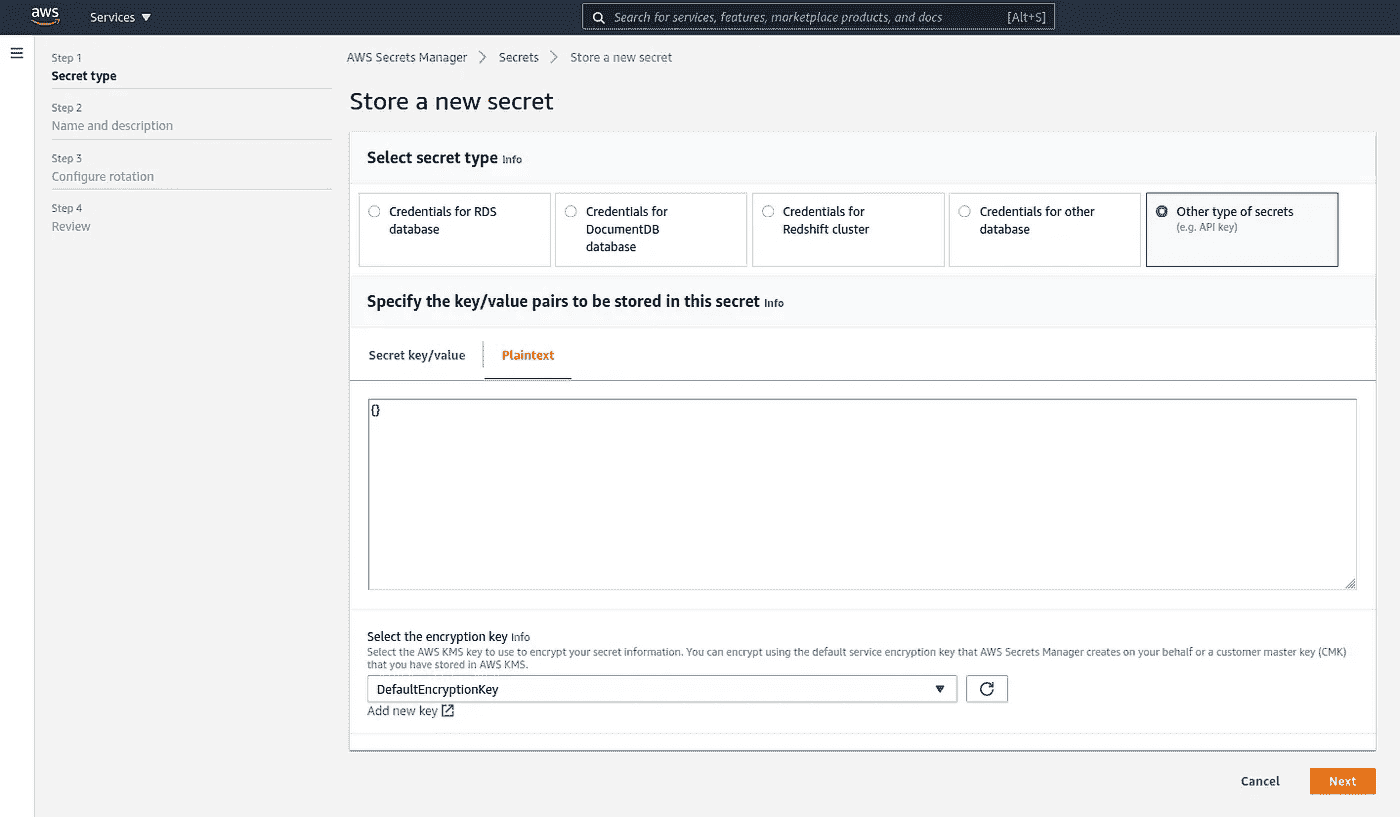 aws
Services
Search for services, features, marketplace products, and docs [Alt+S]
Step 1
Secret type
Step 2
Name and description
Step 3
Configure rotation
Step 4
Review
AWS Secrets Manager > Secrets > Store a new secret
Store a new secret
Select secret type Info
Credentials for RDS
database
Credentials for
DocumentDB
database
Credentials for
Redshift cluster
Credentials for other
database
Other type of secrets
(e.g. API key)
Specify the key/value pairs to be stored in this secret Info
Secret key/value
Plaintext
{}
Select the encryption key Info
Select the AWS KMS key to use to encrypt your secret information. You can encrypt using the default service encryption key that AWS Secrets Manager creates on your behalf or a customer master key (CMK)
that you have stored in AWS KMS.
DefaultEncryptionKey
Add new key
Cancel
Next